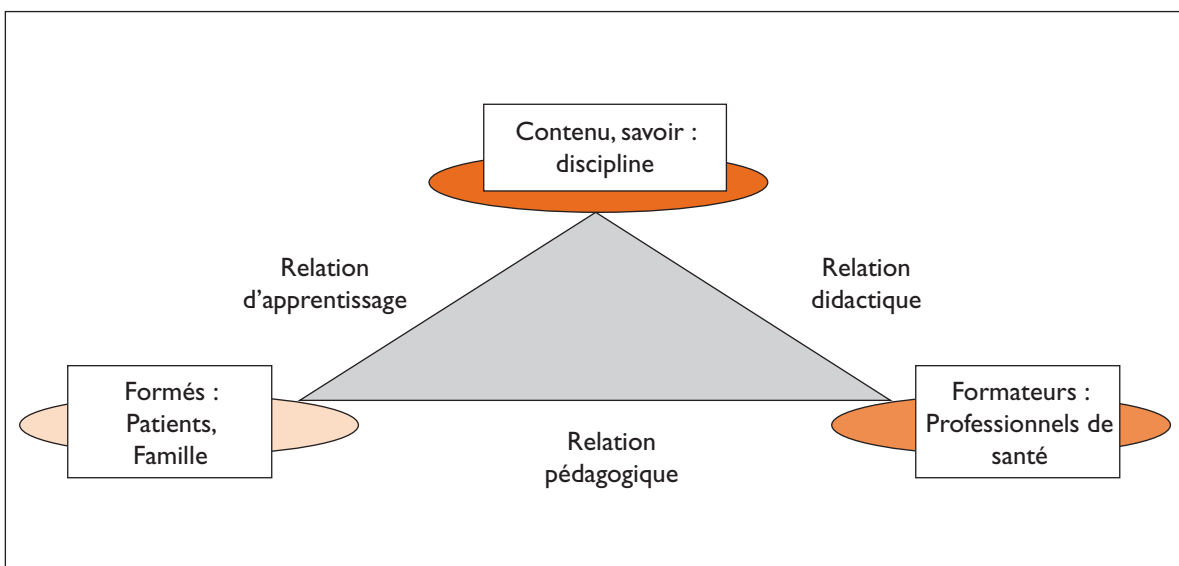 Contenu, savoir :
discipline
Relation
d’apprentissage
Relation
didactique
Formés :
Patients,
Famille
Formateurs :
Professionnels de
santé
Relation
pédagogique